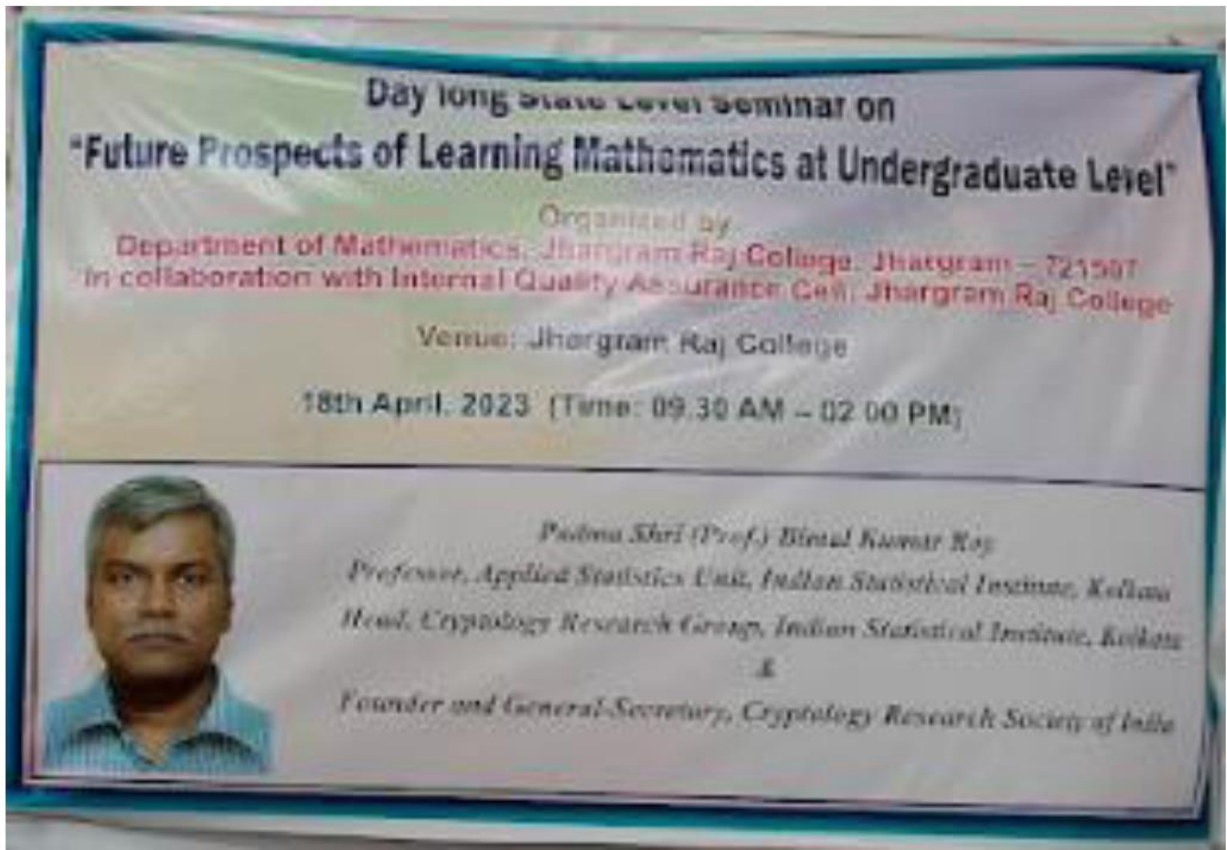 Day long State Level Seminar on
"Future Prospects of Learning Mathematics at Undergraduate Level"
Organized by
Department of Mathematics, Jhargram Raj College, Jhargram – 721507
In collaboration with Internal Quality Assurance Cell, Jhargram Raj College
Venue: Jhargram Raj College
18th April, 2023 (Time: 09.30 AM – 02.00 PM)
Padma Shri (Prof.) Bimal Kumar Roy
Professor, Applied Statistics Unit, Indian Statistical Institute, Kolkata
Head, Cryptology Research Group, Indian Statistical Institute, Kolkata
&
Founder and General-Secretary, Cryptology Research Society of India